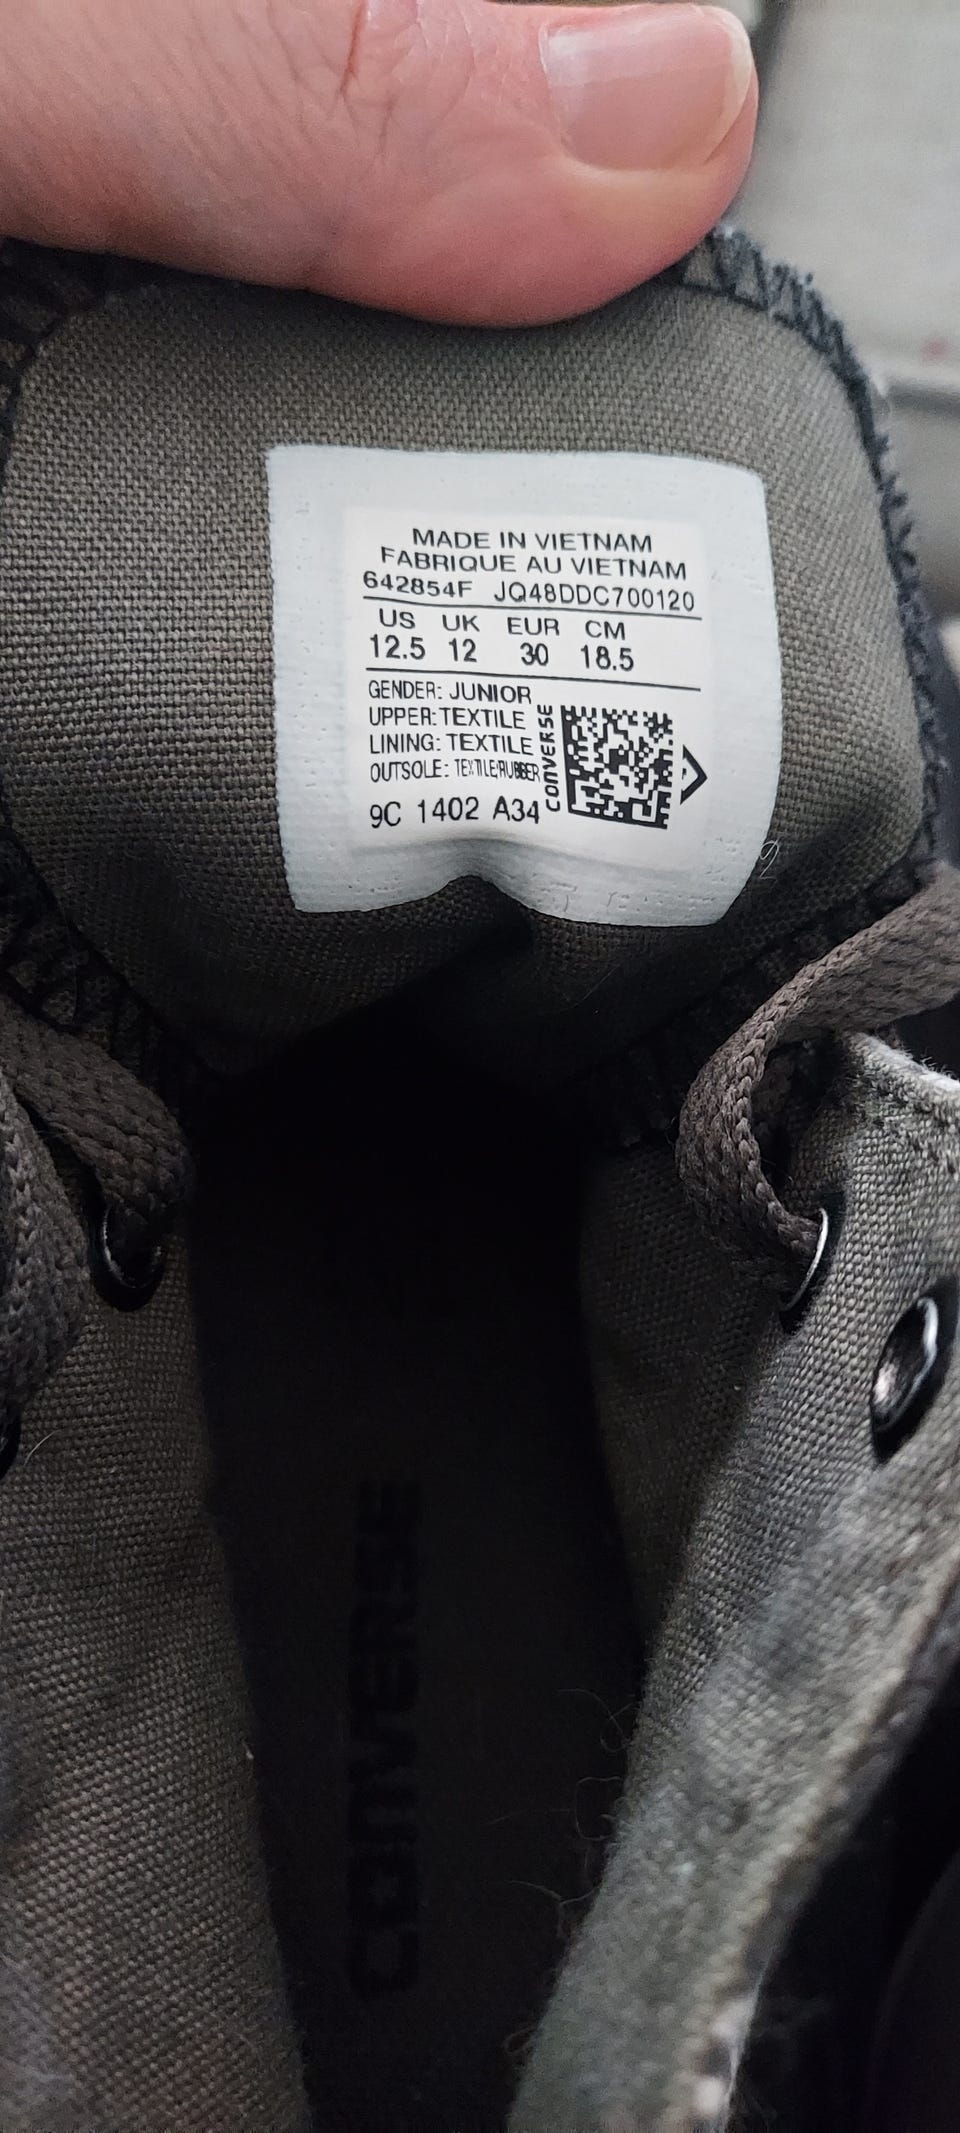 MADE IN VIETNAM
FABRIQUE AU VIETNAM
642854F JQ48DDC700120
US UK EUR CM
12.5 12 30 18.5
GENDER: JUNIOR
UPPER: TEXTILE
LINING: TEXTILE
OUTSOLE: TEXTILE/RUBBER
CONVERSE
9C 1402 A34
CONVERSE